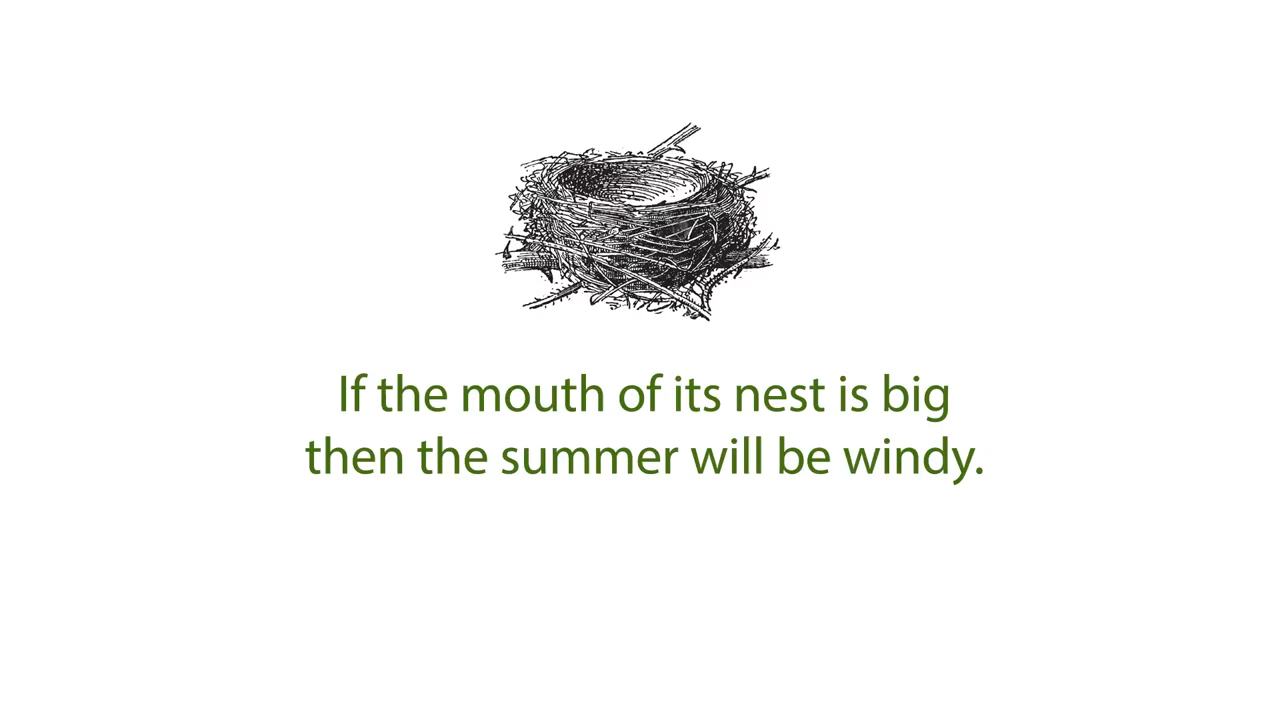 If the mouth of its nest is big
then the summer will be windy.